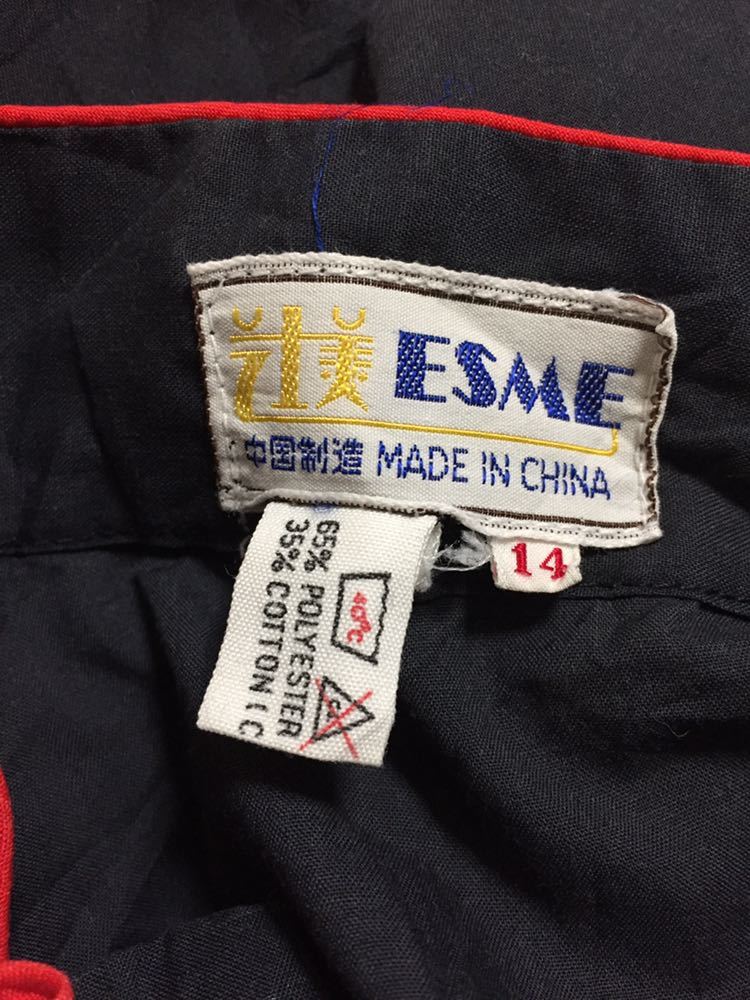 ESME
中国制造 MADE IN CHINA
14
65% POLYESTER
35% COTTON
40°C